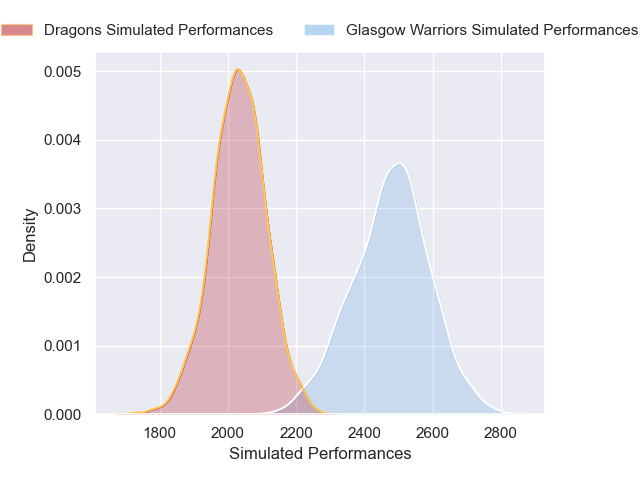 Dragons Simulated Performances Glasgow Warriors Simulated Performances
0.005
0.004
0.003
0.002
0.001
0.000
Density
1800 2000 2200 2400 2600 2800
Simulated Performances